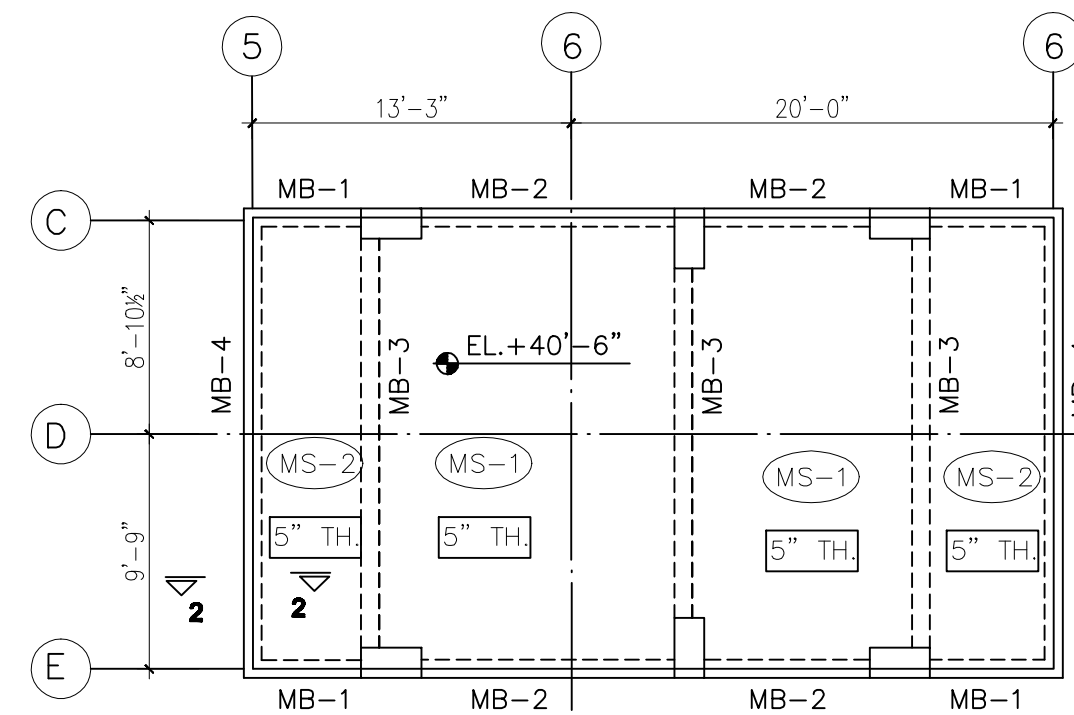 5
6
6
13'-3"
20'-0"
MB-1
MB-2
MB-2
MB-1
C
8'-10½"
MB-4
MB-3
EL.+40'-6"
MB-3
MB-3
D
MS-2
MS-1
MS-1
MS-2
5" TH.
5" TH.
5" TH.
5" TH.
9'-9"
2
2
E
MB-1
MB-2
MB-2
MB-1